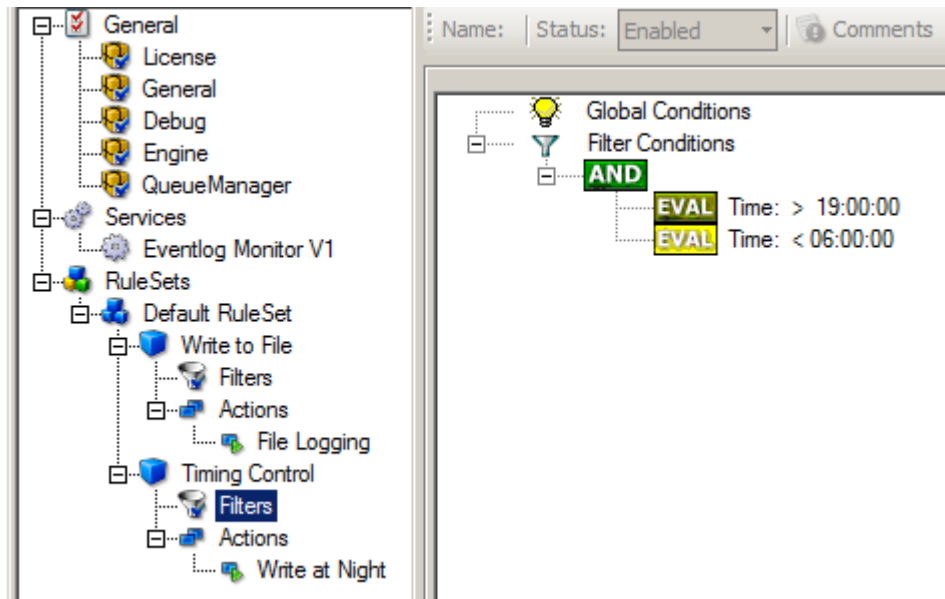 General
License
General
Debug
Engine
QueueManager
Services
Eventlog Monitor V1
RuleSets
Default RuleSet
Write to File
Filters
Actions
File Logging
Timing Control
Filters
Actions
Write at Night
Name: Status: Enabled Comments
Global Conditions
Filter Conditions
AND
EVAL Time: > 19:00:00
EVAL Time: < 06:00:00